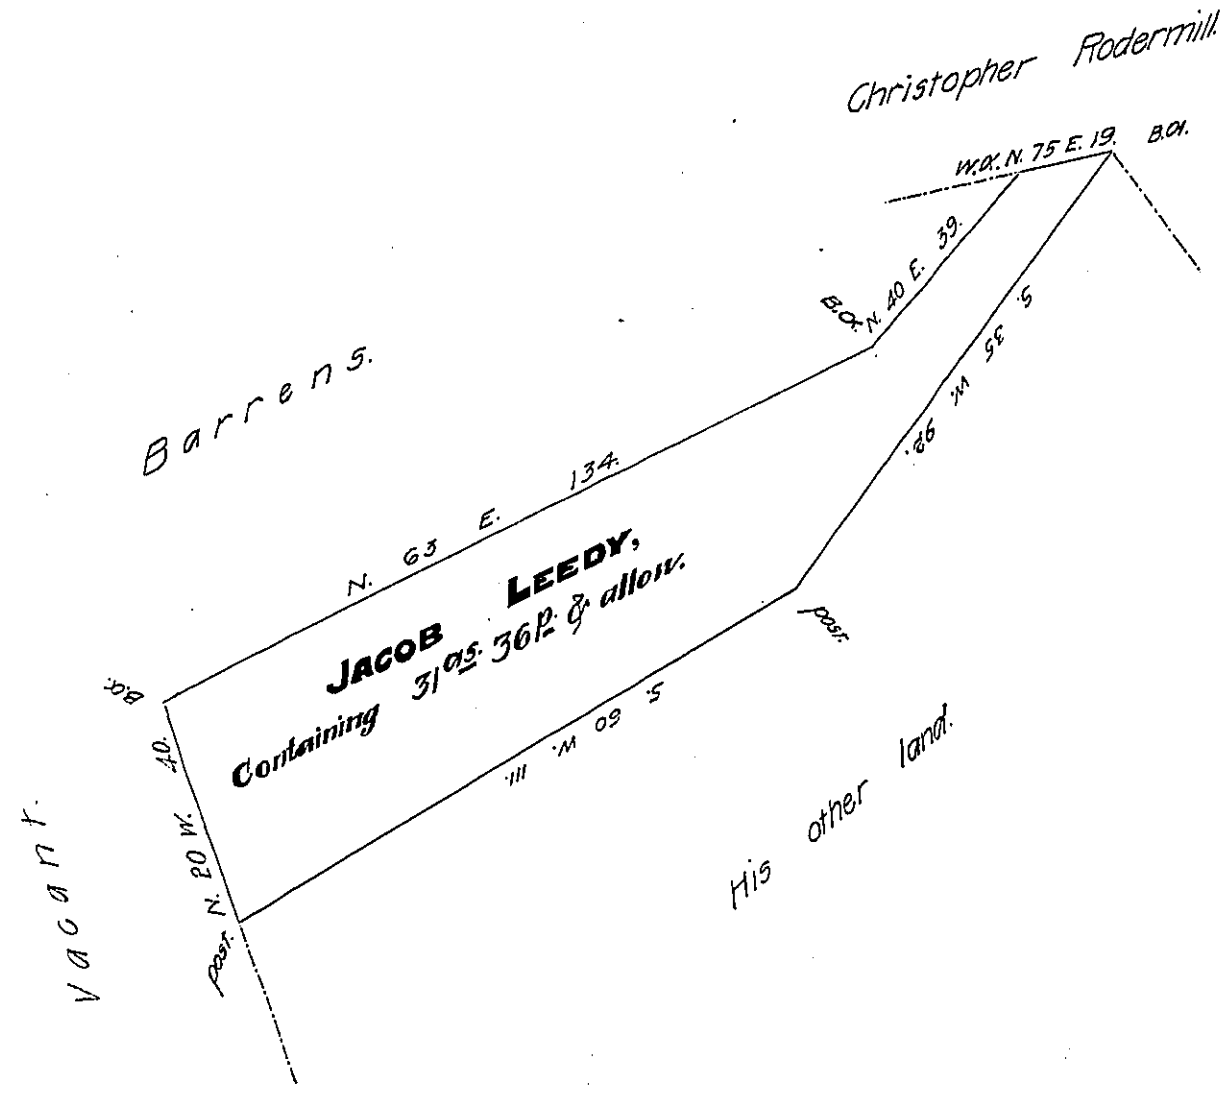 Christopher Rodermill.
W.O. N. 75 E. 19.
B.O.
N. 40 E. 39.
B.O.
S. 35 W. 92.
Barrens.
N. 63 E. 134.
JACOB LEEDY,
Containing 31as. 36P. & allow.
B.O.
post.
S. 60 W. 111.
N. 20 W. 40.
post.
Vacant.
His other land.